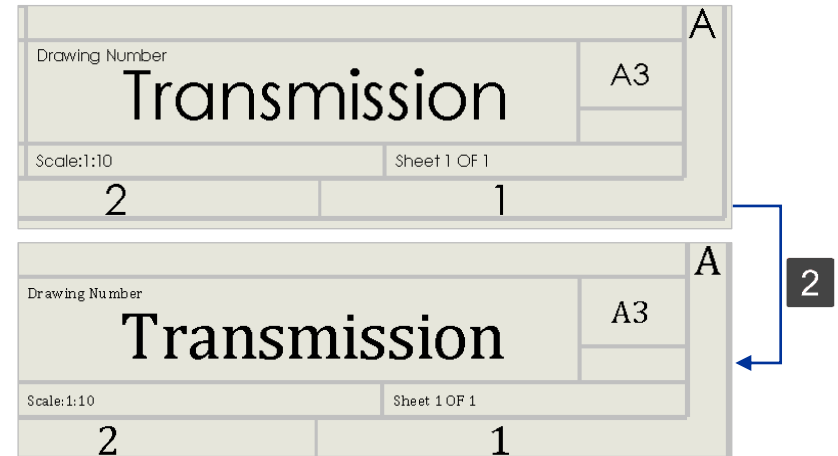 A
Drawing Number
Transmission
A3
Scale:1:10 Sheet 1 OF 1
2 1
2
A
Drawing Number
Transmission
A3
Scale:1:10 Sheet 1 OF 1
2 1